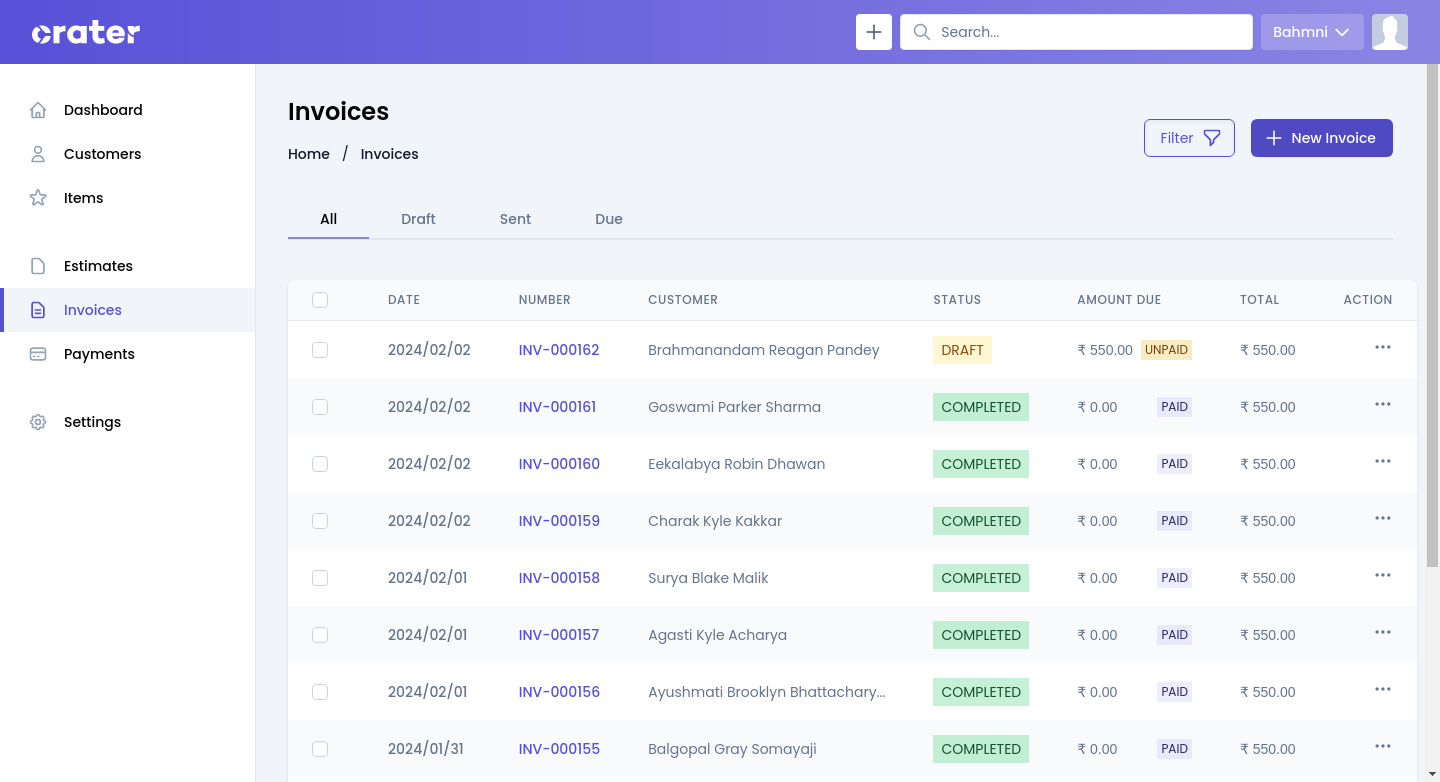 crater
Search...
Bahmni
Dashboard
Customers
Items
Estimates
Invoices
Payments
Settings
Invoices
Home / Invoices
Filter
New Invoice
All Draft Sent Due
DATE NUMBER CUSTOMER STATUS AMOUNT DUE TOTAL ACTION
2024/02/02 INV-000162 Brahmanandam Reagan Pandey DRAFT ₹ 550.00 UNPAID ₹ 550.00
2024/02/02 INV-000161 Goswami Parker Sharma COMPLETED ₹ 0.00 PAID ₹ 550.00
2024/02/02 INV-000160 Eekalabya Robin Dhawan COMPLETED ₹ 0.00 PAID ₹ 550.00
2024/02/02 INV-000159 Charak Kyle Kakkar COMPLETED ₹ 0.00 PAID ₹ 550.00
2024/02/01 INV-000158 Surya Blake Malik COMPLETED ₹ 0.00 PAID ₹ 550.00
2024/02/01 INV-000157 Agasti Kyle Acharya COMPLETED ₹ 0.00 PAID ₹ 550.00
2024/02/01 INV-000156 Ayushmati Brooklyn Bhattachary... COMPLETED ₹ 0.00 PAID ₹ 550.00
2024/01/31 INV-000155 Balgopal Gray Somayaji COMPLETED ₹ 0.00 PAID ₹ 550.00